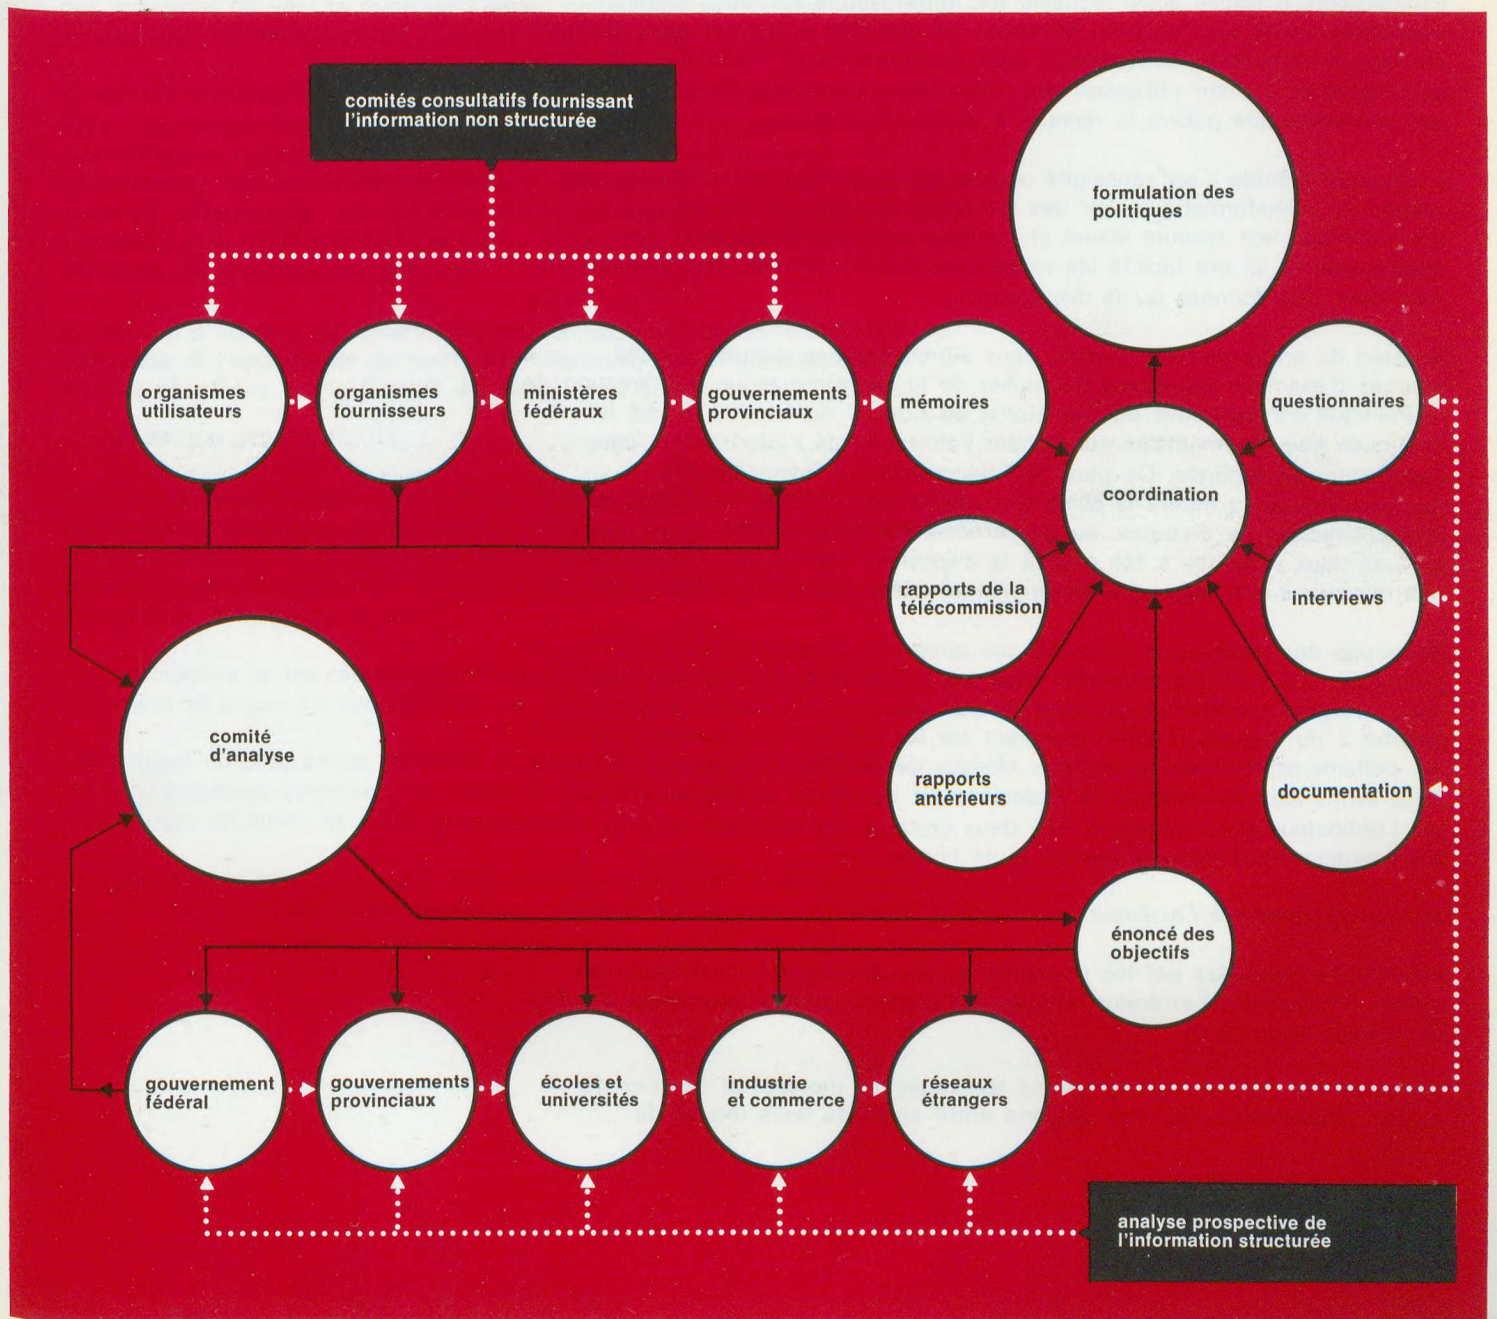 comités consultatifs fournissant
l'information non structurée
formulation des
politiques
organismes
utilisateurs
organismes
fournisseurs
ministères
fédéraux
gouvernements
provinciaux
mémoires
questionnaires
coordination
rapports de la
télécommission
interviews
comité
d'analyse
rapports
antérieurs
documentation
énoncé des
objectifs
gouvernement
fédéral
gouvernements
provinciaux
écoles et
universités
industrie
et commerce
réseaux
étrangers
analyse prospective de
l'information structurée